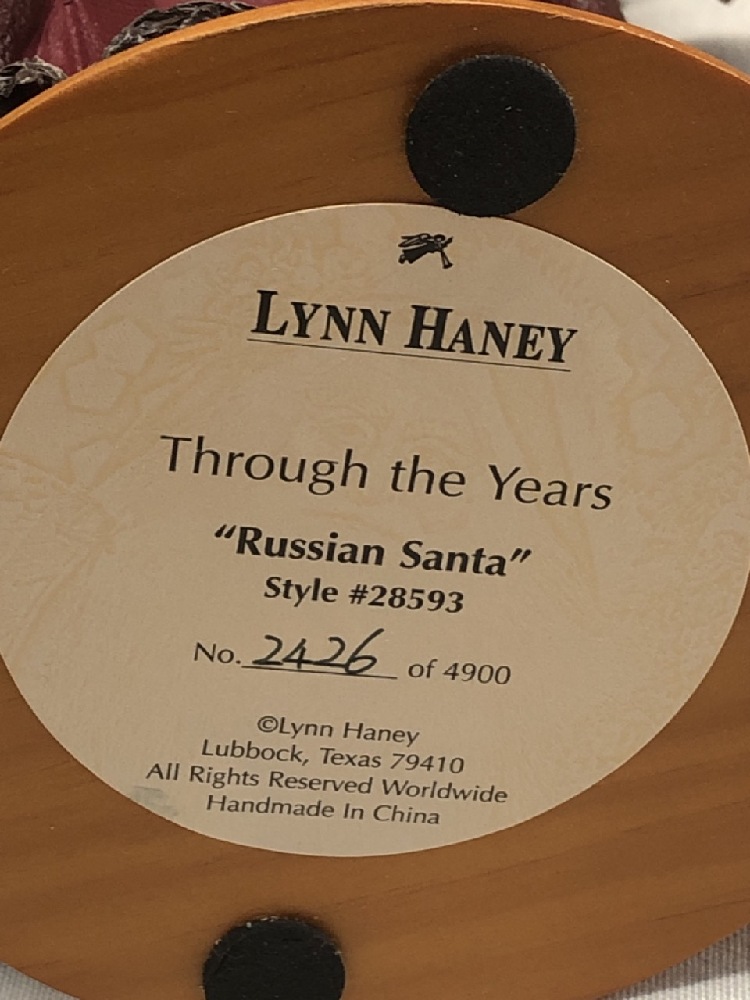 LYNN HANEY
Through the Years
“Russian Santa”
Style #28593
No. 2426 of 4900
©Lynn Haney
Lubbock, Texas 79410
All Rights Reserved Worldwide
Handmade In China